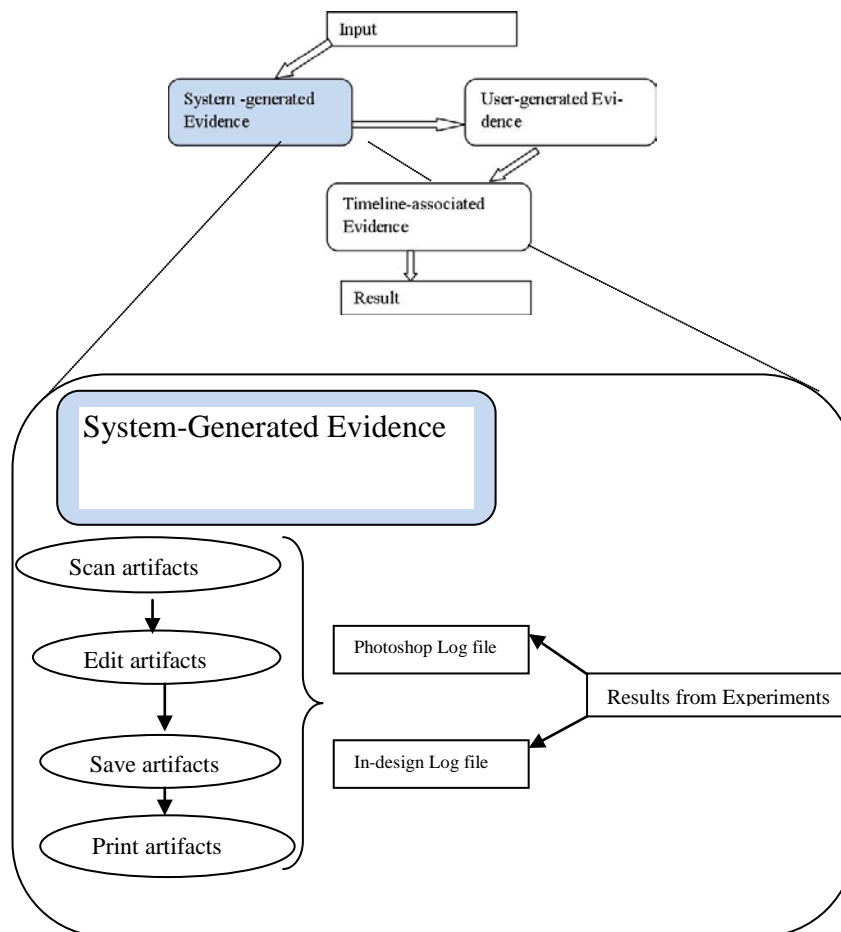 Input
System -generated
Evidence
User-generated Evi-
dence
Timeline-associated
Evidence
Result
System-Generated Evidence
Scan artifacts
Edit artifacts
Save artifacts
Print artifacts
Photoshop Log file
In-design Log file
Results from Experiments